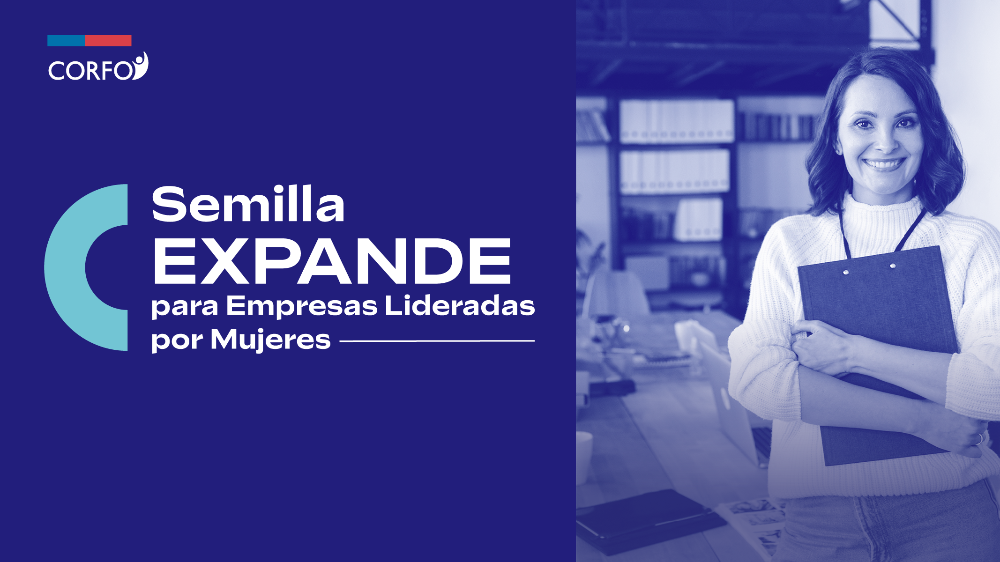 CORFO
Semilla
EXPANDE
para Empresas Lideradas
por Mujeres